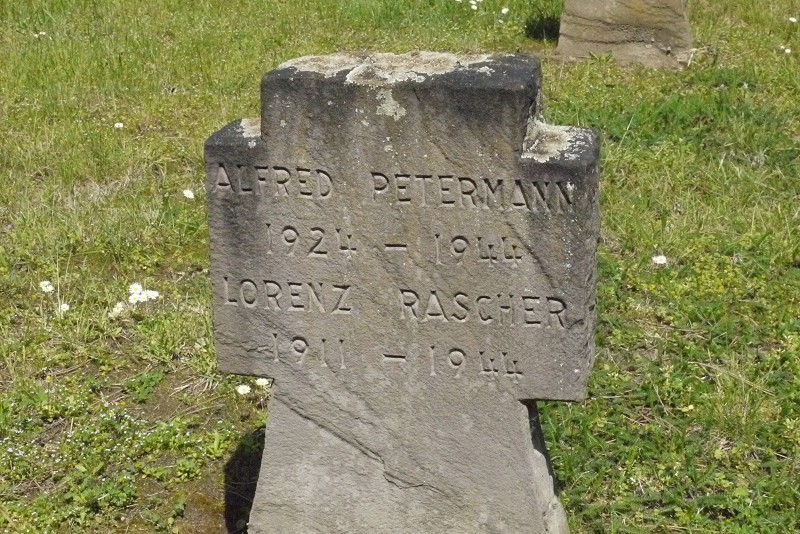 ALFRED PETERMANN
1924 – 1944
LORENZ RASCHER
1911 – 1944